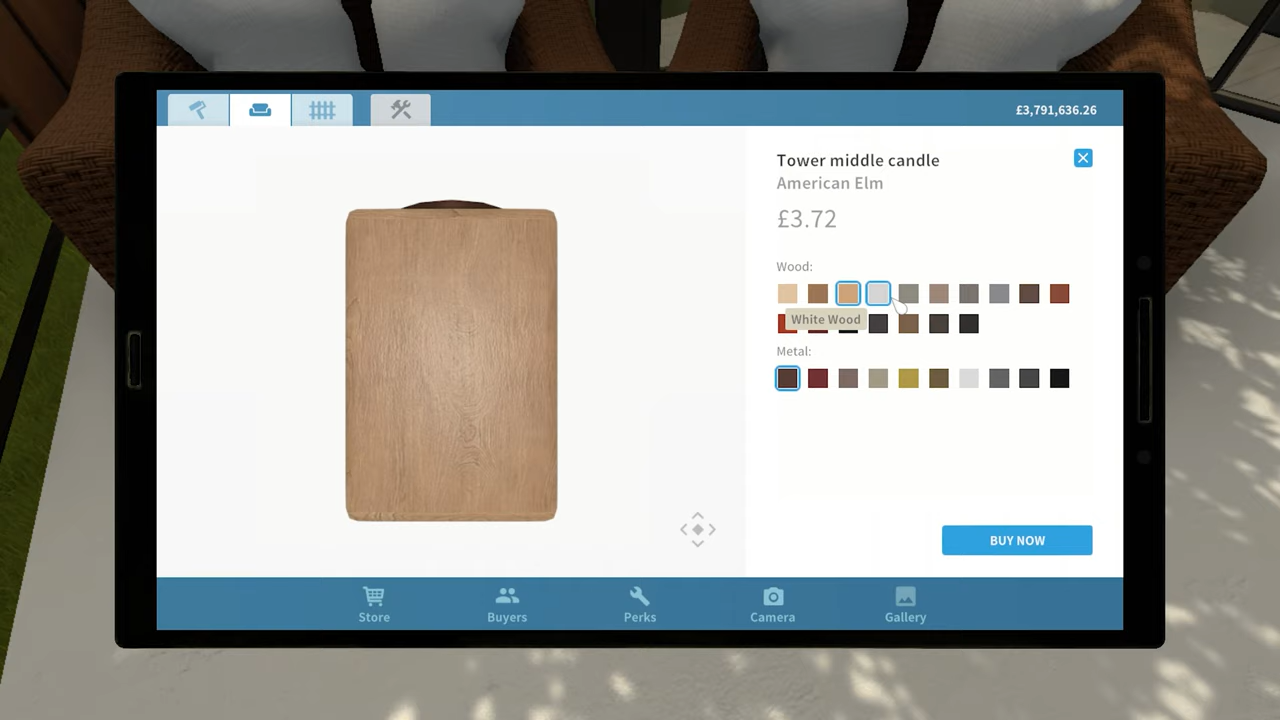 £3,791,636.26
Tower middle candle
American Elm
£3.72
Wood:
White Wood
Metal:
BUY NOW
Store
Buyers
Perks
Camera
Gallery